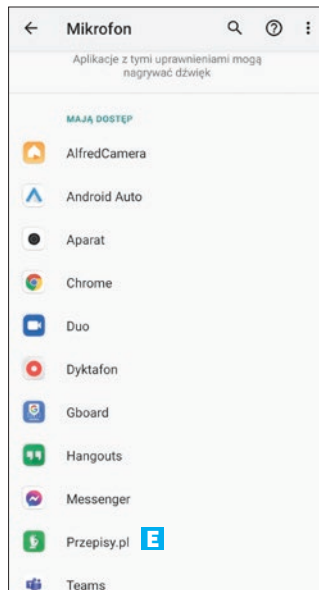 Mikrofon
Aplikacje z tymi uprawnieniami mogą
nagrywać dźwięk
MAJĄ DOSTĘP
AlfredCamera
Android Auto
Aparat
Chrome
Duo
Dyktafon
Gboard
Hangouts
Messenger
Przepisy.pl E
Teams